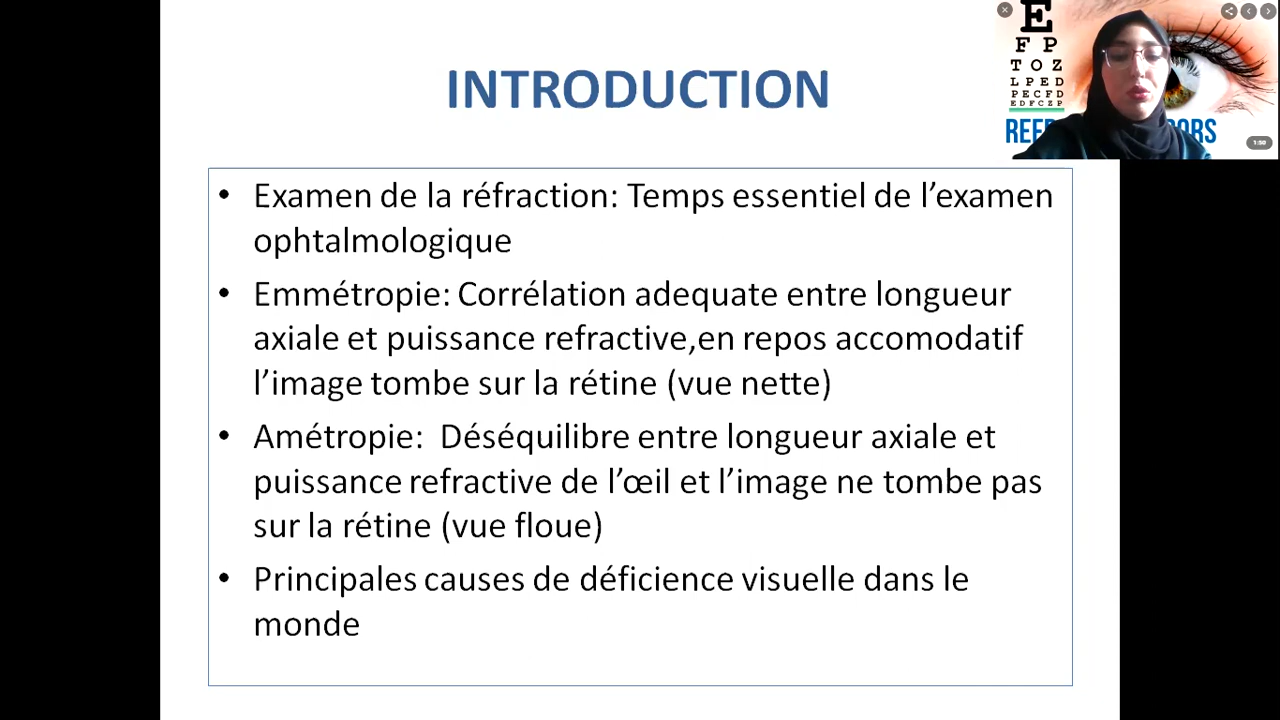 INTRODUCTION
• Examen de la réfraction: Temps essentiel de l’examen
ophtalmologique
• Emmétropie: Corrélation adequate entre longueur
axiale et puissance refractive,en repos accomodatif
l’image tombe sur la rétine (vue nette)
• Amétropie: Déséquilibre entre longueur axiale et
puissance refractive de l’œil et l’image ne tombe pas
sur la rétine (vue floue)
• Principales causes de déficience visuelle dans le
monde
E
F P
T O Z
L P E D
P E C F D
E D F C Z P
1:50